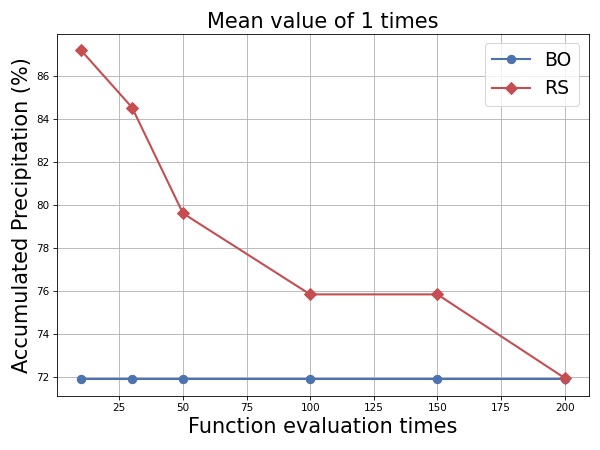 Mean value of 1 times
Accumulated Precipitation (%)
86
84
82
80
78
76
74
72
BO
RS
25 50 75 100 125 150 175 200
Function evaluation times